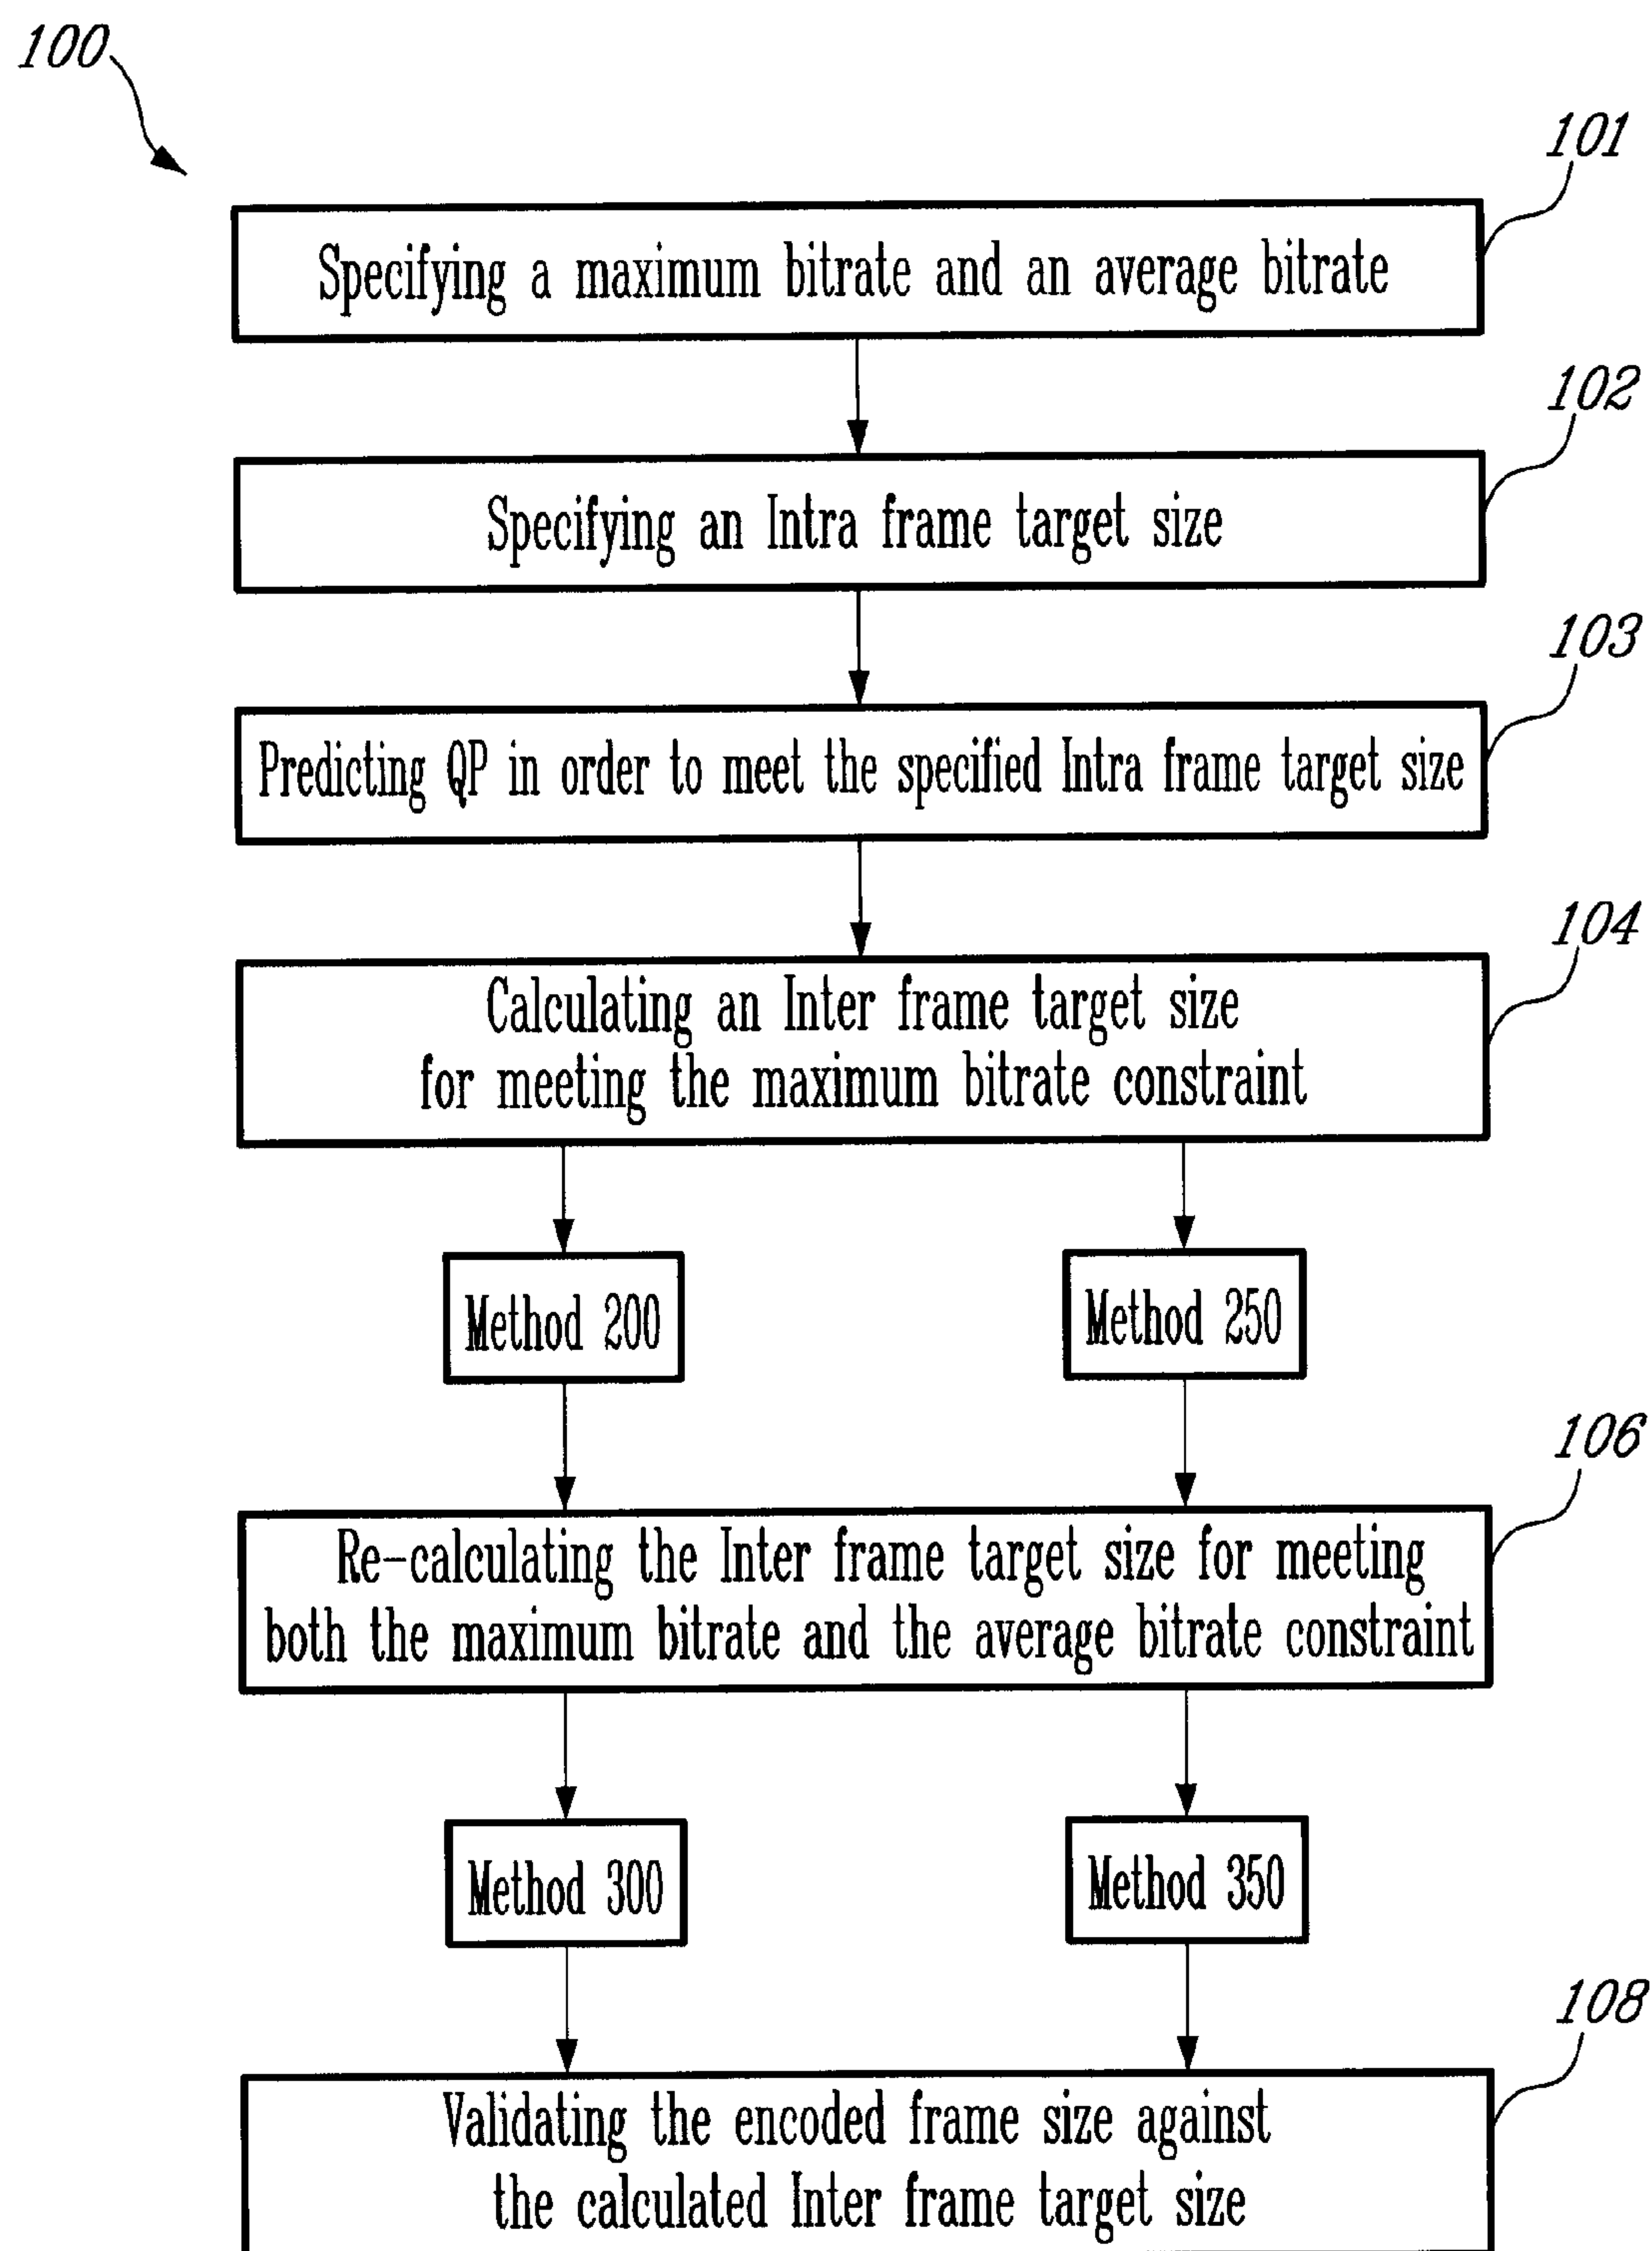 100
101
Specifying a maximum bitrate and an average bitrate
102
Specifying an Intra frame target size
103
Predicting QP in order to meet the specified Intra frame target size
104
Calculating an Inter frame target size
for meeting the maximum bitrate constraint
Method 200
Method 250
106
Re-calculating the Inter frame target size for meeting
both the maximum bitrate and the average bitrate constraint
Method 300
Method 350
108
Validating the encoded frame size against
the calculated Inter frame target size